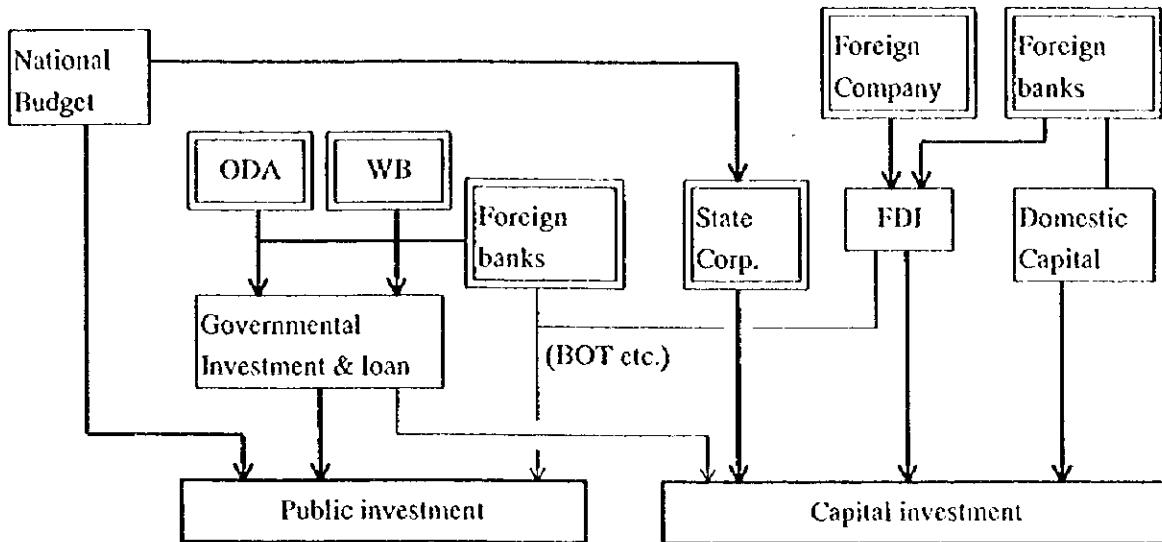 National
Budget
Foreign
Company
Foreign
banks
ODA
WB
Foreign
banks
State
Corp.
FDI
Domestic
Capital
Governmental
Investment & loan
(BOT etc.)
Public investment
Capital investment